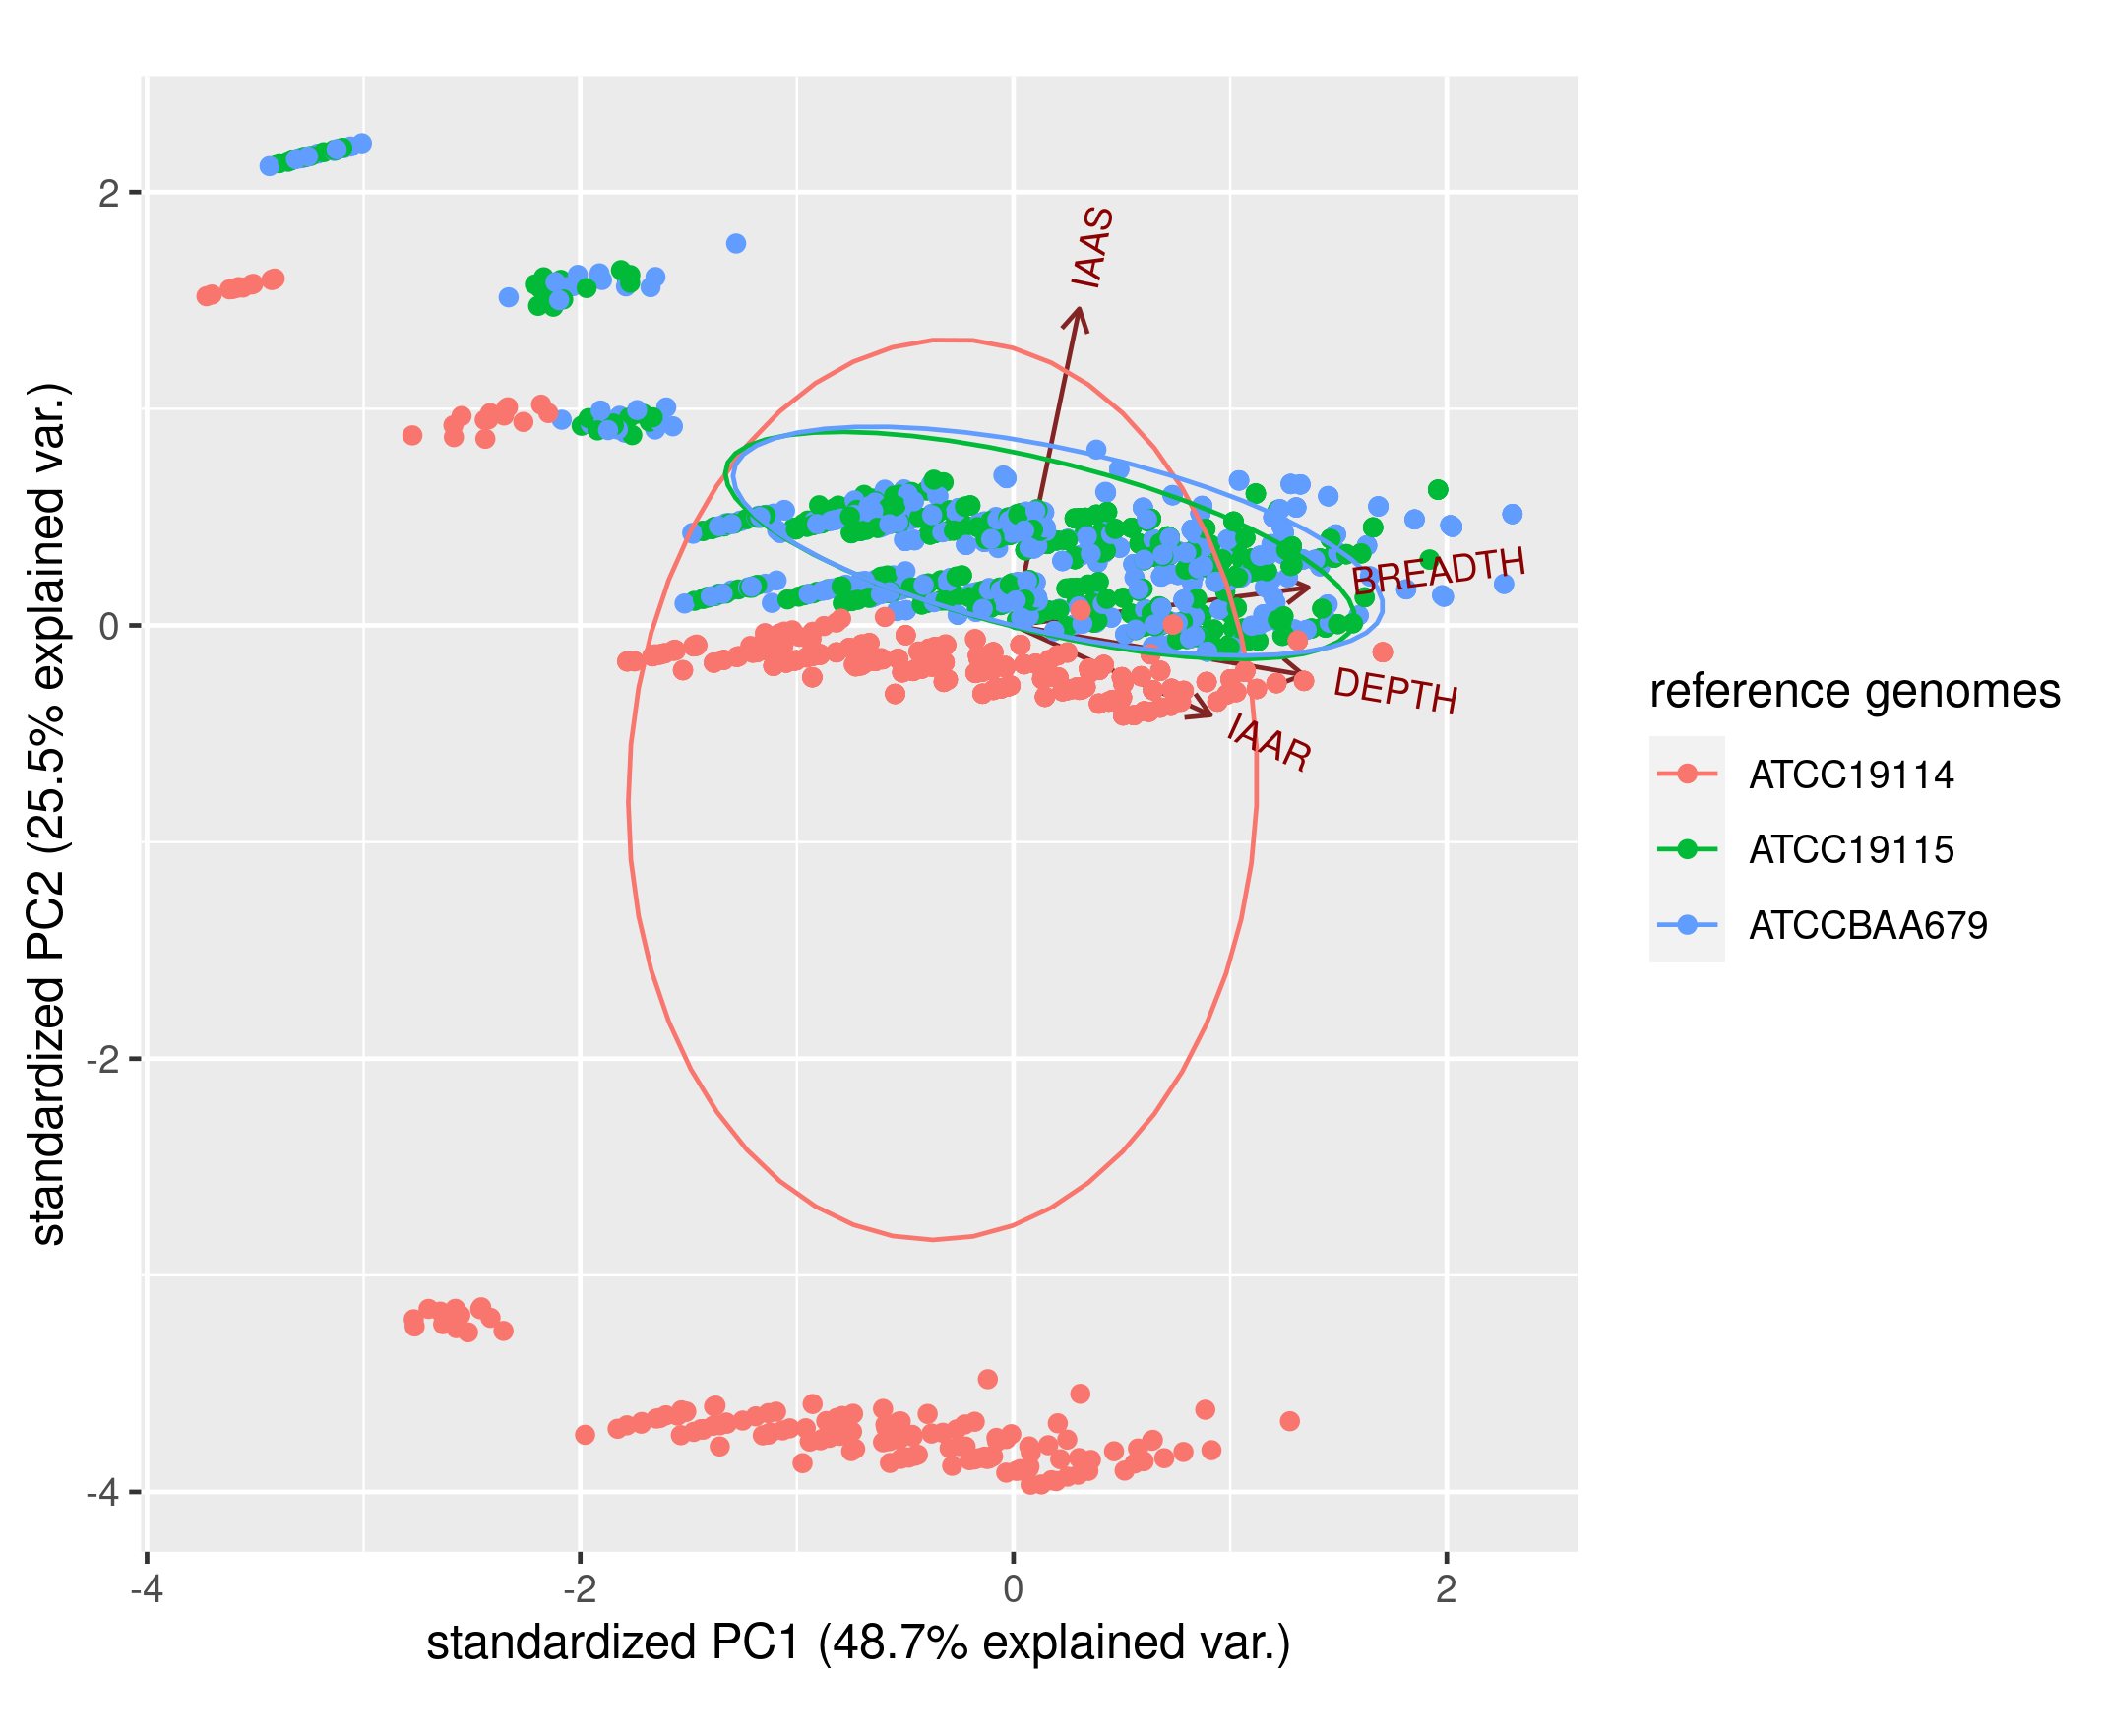 standardized PC2 (25.5% explained var.)
2
0
-2
-4
IAAS
BREADTH
DEPTH
IAAR
-4
-2
0
2
standardized PC1 (48.7% explained var.)
reference genomes
ATCC19114
ATCC19115
ATCCBAA679